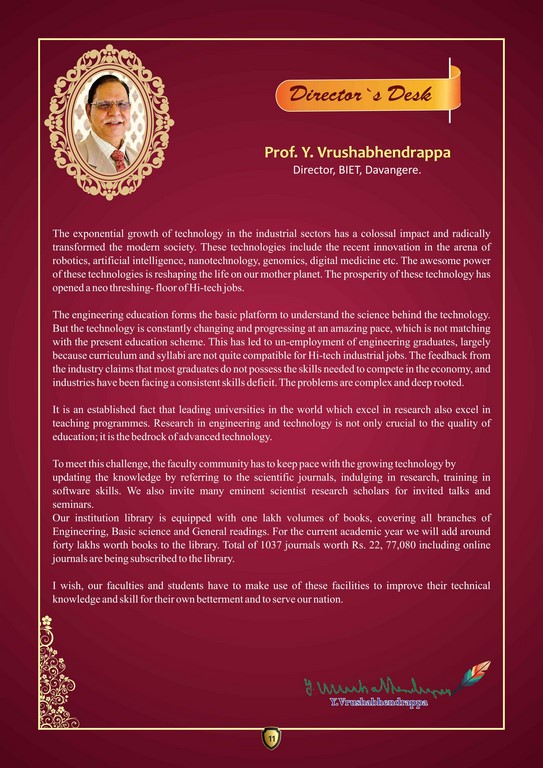 Director`s Desk
Prof. Y. Vrushabhendrappa
Director, BIET, Davangere.
The exponential growth of technology in the industrial sectors has a colossal impact and radically
transformed the modern society. These technologies include the recent innovation in the arena of
robotics, artificial intelligence, nanotechnology, genomics, digital medicine etc. The awesome power
of these technologies is reshaping the life on our mother planet. The prosperity of these technology has
opened a neo threshing- floor of Hi-tech jobs.
The engineering education forms the basic platform to understand the science behind the technology.
But the technology is constantly changing and progressing at an amazing pace, which is not matching
with the present education scheme. This has led to un-employment of engineering graduates, largely
because curriculum and syllabi are not quite compatible for Hi-tech industrial jobs. The feedback from
the industry claims that most graduates do not possess the skills needed to compete in the economy, and
industries have been facing a consistent skills deficit. The problems are complex and deep rooted.
It is an established fact that leading universities in the world which excel in research also excel in
teaching programmes. Research in engineering and technology is not only crucial to the quality of
education; it is the bedrock of advanced technology.
To meet this challenge, the faculty community has to keep pace with the growing technology by
updating the knowledge by referring to the scientific journals, indulging in research, training in
software skills. We also invite many eminent scientist research scholars for invited talks and
seminars.
Our institution library is equipped with one lakh volumes of books, covering all branches of
Engineering, Basic science and General readings. For the current academic year we will add around
forty lakhs worth books to the library. Total of 1037 journals worth Rs. 22, 77,080 including online
journals are being subscribed to the library.
I wish, our faculties and students have to make use of these facilities to improve their technical
knowledge and skill for their own betterment and to serve our nation.
Y. Vrushabhendrappa
Y.Vrushabhendrappa
11